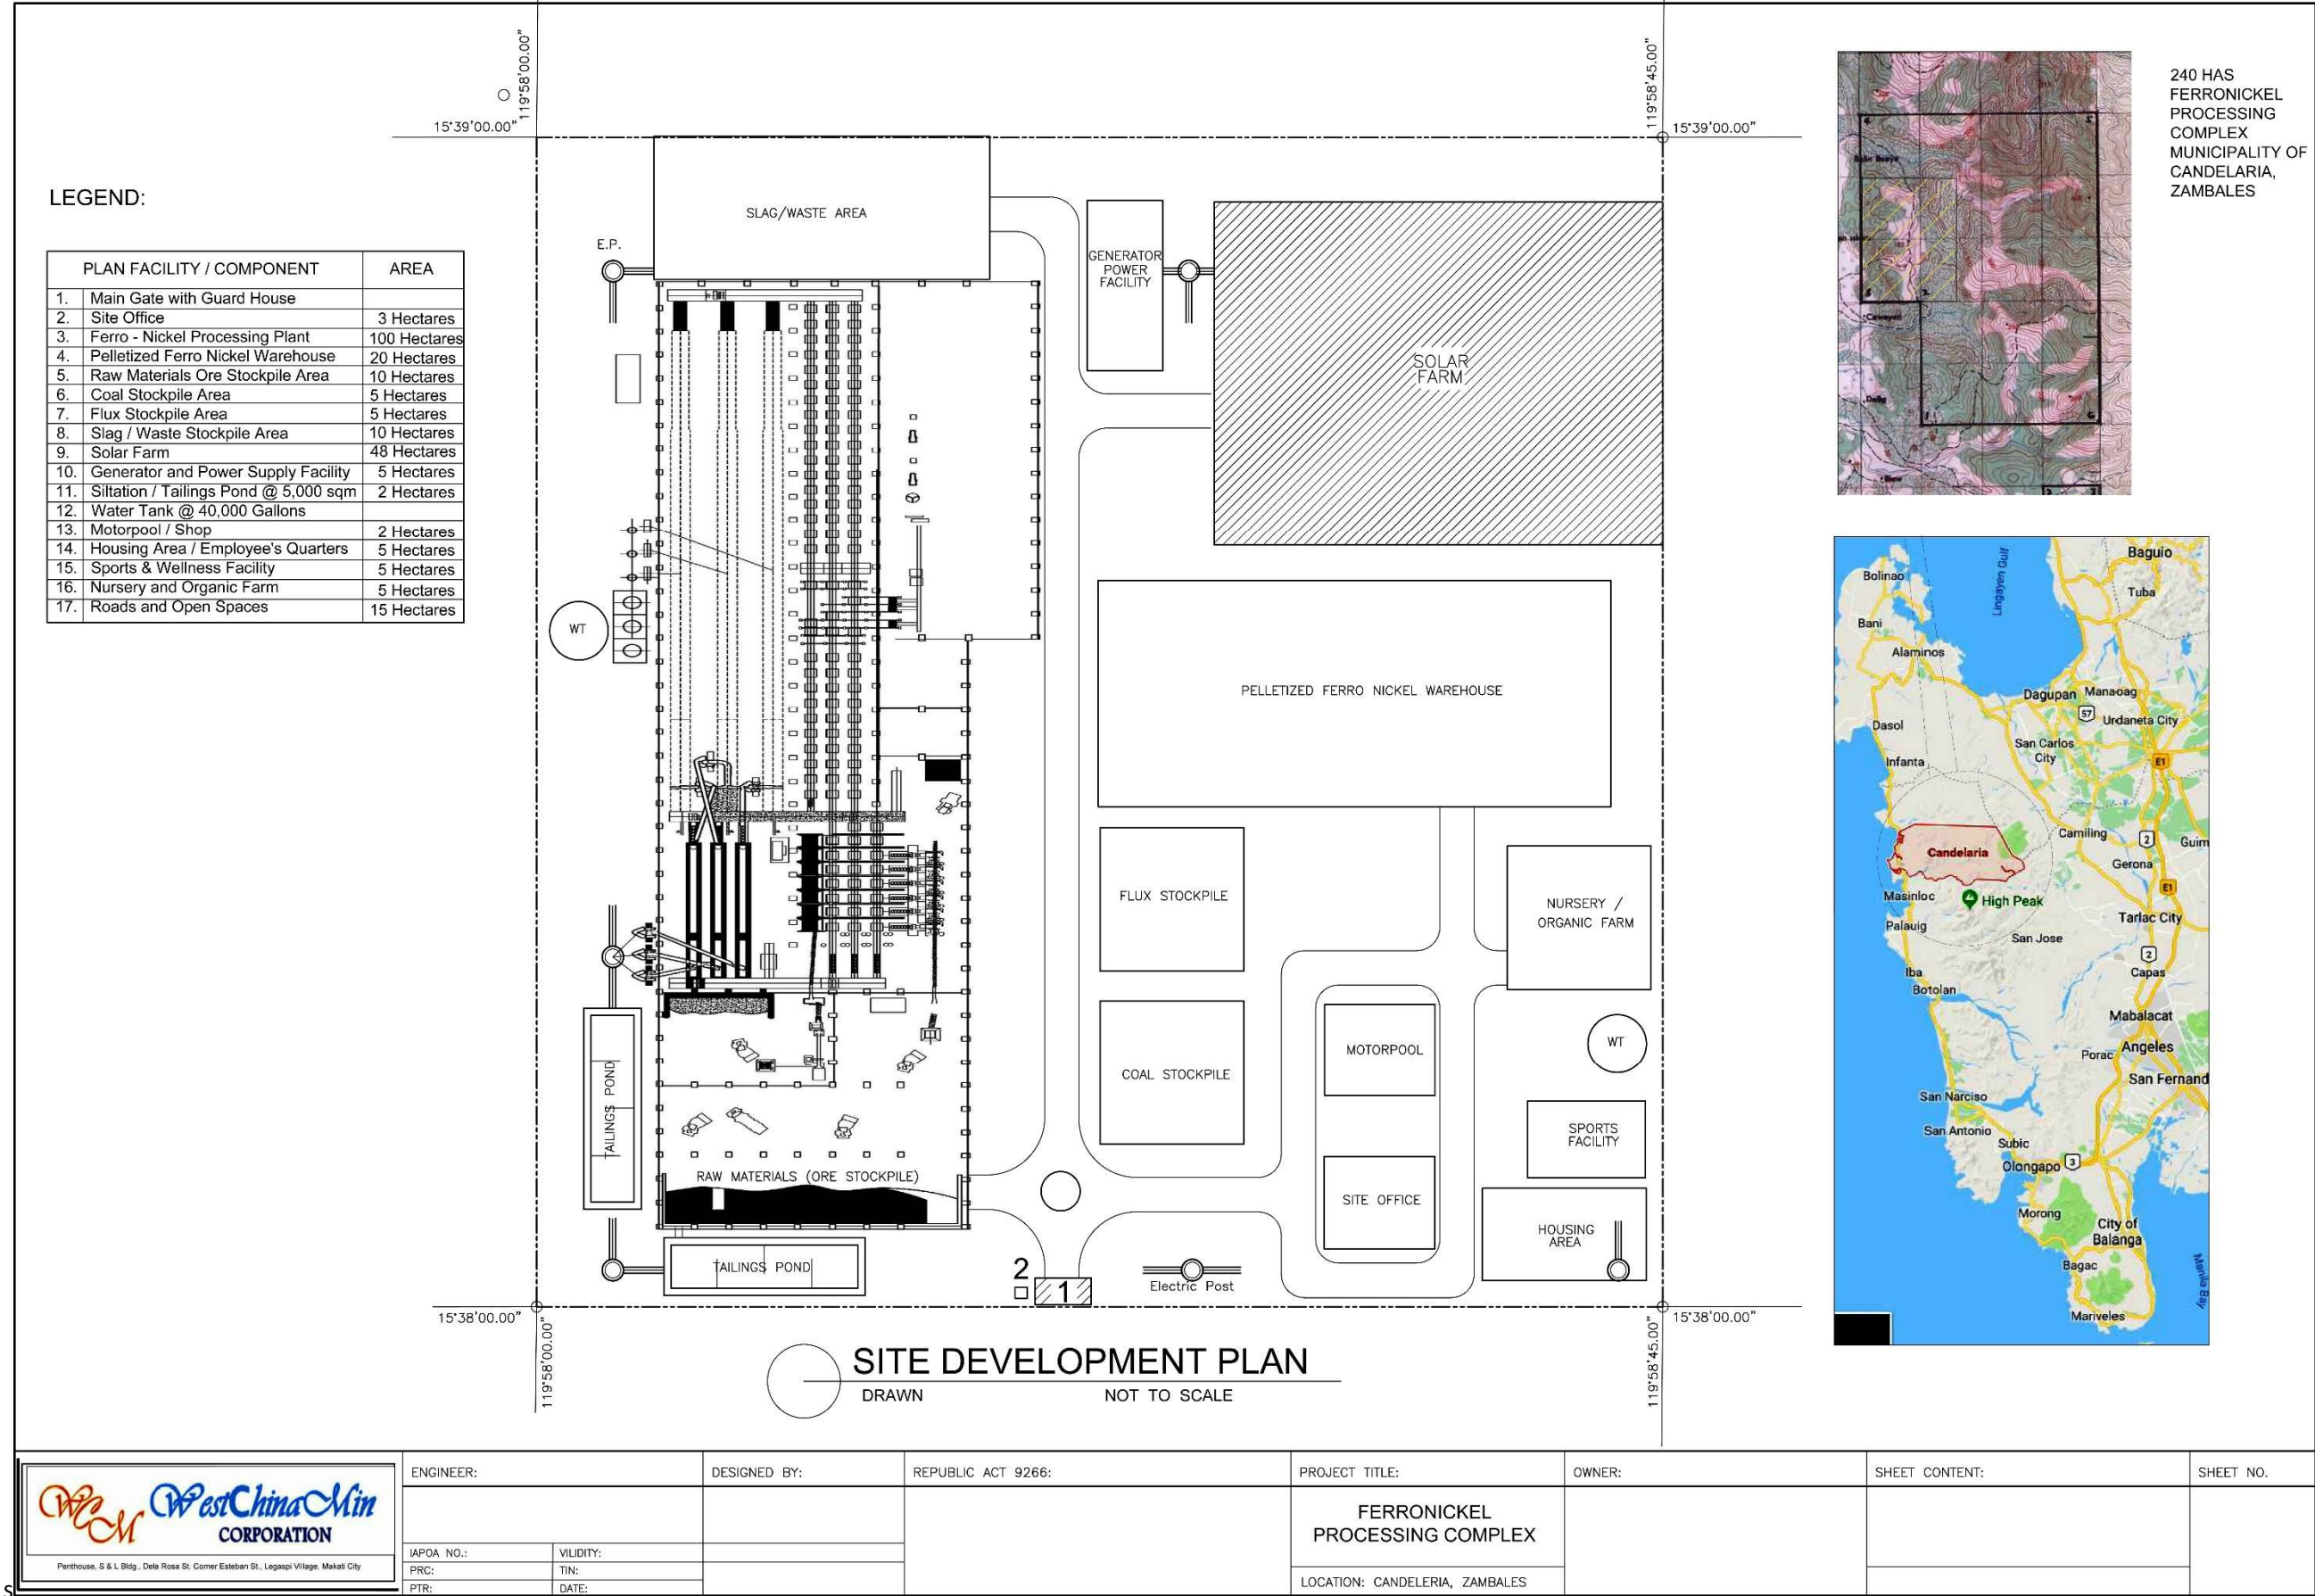 119°58'00.00"
119°58'45.00"
15°39'00.00"
15°39'00.00"
240 HAS
FERRONICKEL
PROCESSING
COMPLEX
MUNICIPALITY OF
CANDELARIA,
ZAMBALES
LEGEND:
PLAN FACILITY / COMPONENT AREA
1. Main Gate with Guard House
2. Site Office 3 Hectares
3. Ferro - Nickel Processing Plant 100 Hectares
4. Pelletized Ferro Nickel Warehouse 20 Hectares
5. Raw Materials Ore Stockpile Area 10 Hectares
6. Coal Stockpile Area 5 Hectares
7. Flux Stockpile Area 5 Hectares
8. Slag / Waste Stockpile Area 10 Hectares
9. Solar Farm 48 Hectares
10. Generator and Power Supply Facility 5 Hectares
11. Siltation / Tailings Pond @ 5,000 sqm 2 Hectares
12. Water Tank @ 40,000 Gallons
13. Motorpool / Shop 2 Hectares
14. Housing Area / Employee's Quarters 5 Hectares
15. Sports & Wellness Facility 5 Hectares
16. Nursery and Organic Farm 5 Hectares
17. Roads and Open Spaces 15 Hectares
SLAG/WASTE AREA
E.P.
GENERATOR
POWER
FACILITY
SOLAR
FARM
WT
PELLETIZED FERRO NICKEL WAREHOUSE
FLUX STOCKPILE
NURSERY /
ORGANIC FARM
COAL STOCKPILE
MOTORPOOL
WT
TAILINGS POND
SPORTS
FACILITY
RAW MATERIALS (ORE STOCKPILE)
SITE OFFICE
HOUSING
AREA
TAILINGS POND
2
1
Electric Post
15°38'00.00"
15°38'00.00"
119°58'00.00"
119°58'45.00"
SITE DEVELOPMENT PLAN
DRAWN NOT TO SCALE
Cawayan
Baguio
Bolinao
Lingayen Gulf
Tuba
Bani
Alaminos
Dagupan
Manaoag
57
Urdaneta City
Dasol
San Carlos
City
Infanta
E1
Camiling
2
Guim
Candelaria
Gerona
E1
Masinloc
High Peak
Tarlac City
Palauig
San Jose
2
Iba
Capas
Botolan
Mabalacat
Porac
Angeles
San Fernand
San Narciso
San Antonio
Subic
Olongapo
3
Morong
City of
Balanga
Bagac
Manila Bay
Mariveles
WCM WestChinaMin
CORPORATION
Penthouse, S & L Bldg., Dela Rosa St. Corner Esteban St., Legaspi Village, Makati City
ENGINEER:
IAPOA NO.: VILIDITY:
PRC: TIN:
PTR: DATE:
DESIGNED BY:
REPUBLIC ACT 9266:
PROJECT TITLE:
FERRONICKEL
PROCESSING COMPLEX
LOCATION: CANDELERIA, ZAMBALES
OWNER:
SHEET CONTENT:
SHEET NO.
S